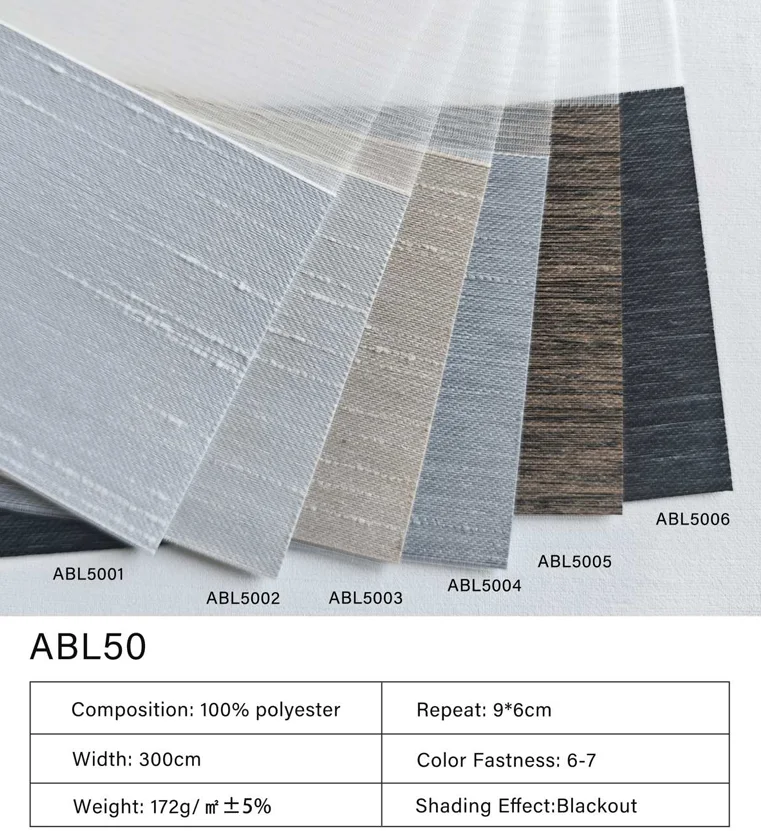 ABL5006
ABL5005
ABL5001
ABL5004
ABL5002
ABL5003
ABL50
Composition: 100% polyester
Repeat: 9*6cm
Width: 300cm
Color Fastness: 6-7
Weight: 172g/ ㎡±5%
Shading Effect:Blackout